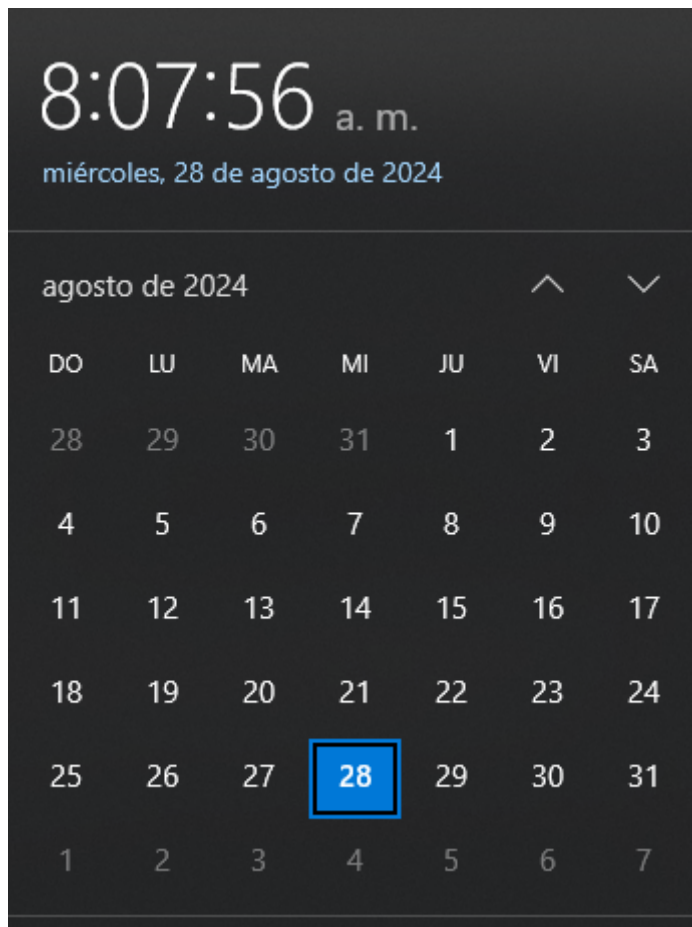 8:07:56 a. m.
miércoles, 28 de agosto de 2024
agosto de 2024
DO LU MA MI JU VI SA
28 29 30 31 1 2 3
4 5 6 7 8 9 10
11 12 13 14 15 16 17
18 19 20 21 22 23 24
25 26 27 28 29 30 31
1 2 3 4 5 6 7